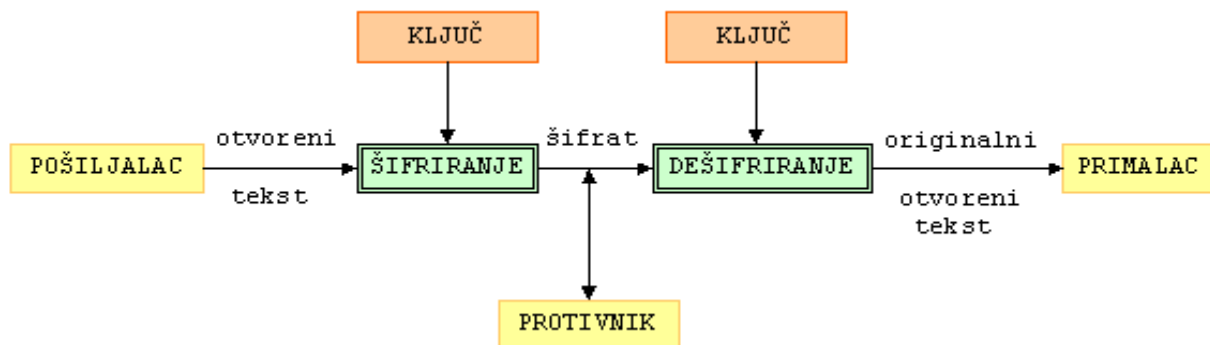 KLJUČ
KLJUČ
otvoreni
šifrat
originalni
POŠILJALAC
ŠIFRIRANJE
DEŠIFRIRANJE
PRIMALAC
tekst
otvoreni
tekst
PROTIVNIK